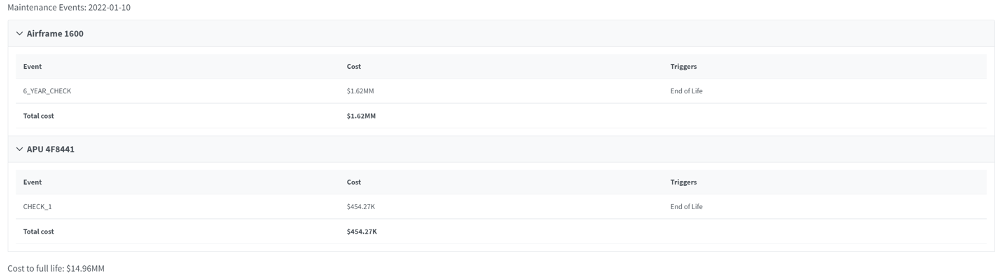 Maintenance Events: 2022-01-10
Airframe 1600
Event Cost Triggers
6_YEAR_CHECK $1.62MM End of Life
Total cost $1.62MM
APU 4F8441
Event Cost Triggers
CHECK_1 $454.27K End of Life
Total cost $454.27K
Cost to full life: $14.96MM